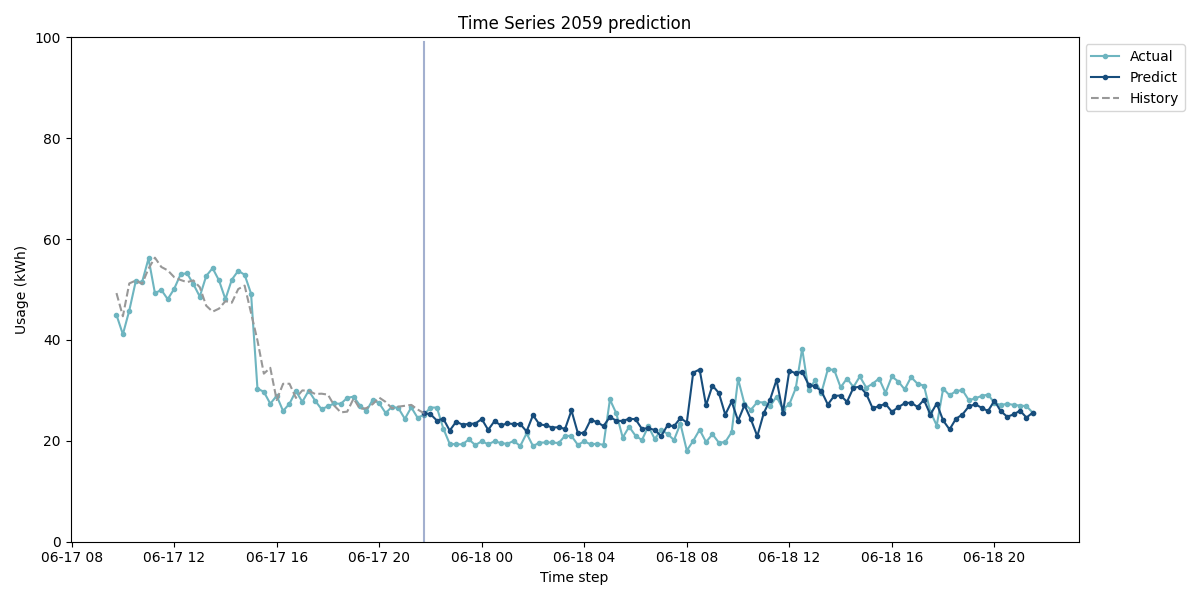 Time Series 2059 prediction
Usage (kWh)
100
80
60
40
20
0
06-17 08 06-17 12 06-17 16 06-17 20 06-18 00 06-18 04 06-18 08 06-18 12 06-18 16 06-18 20
Time step
Actual
Predict
History